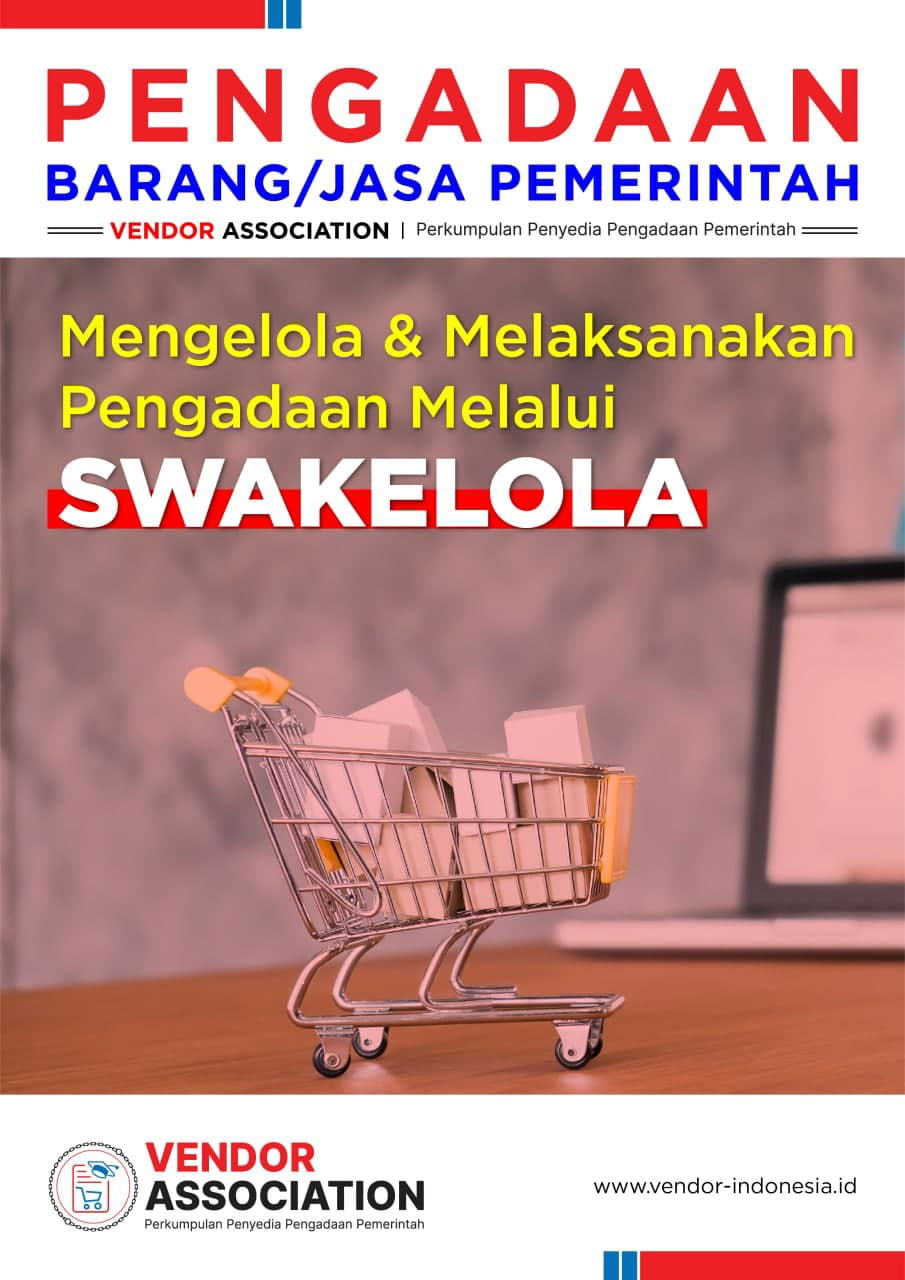 PENGADAAN
BARANG/JASA PEMERINTAH
VENDOR ASSOCIATION | Perkumpulan Penyedia Pengadaan Pemerintah
Mengelola & Melaksanakan
Pengadaan Melalui
SWAKELOLA
VENDOR
ASSOCIATION
Perkumpulan Penyedia Pengadaan Pemerintah
www.vendor-indonesia.id